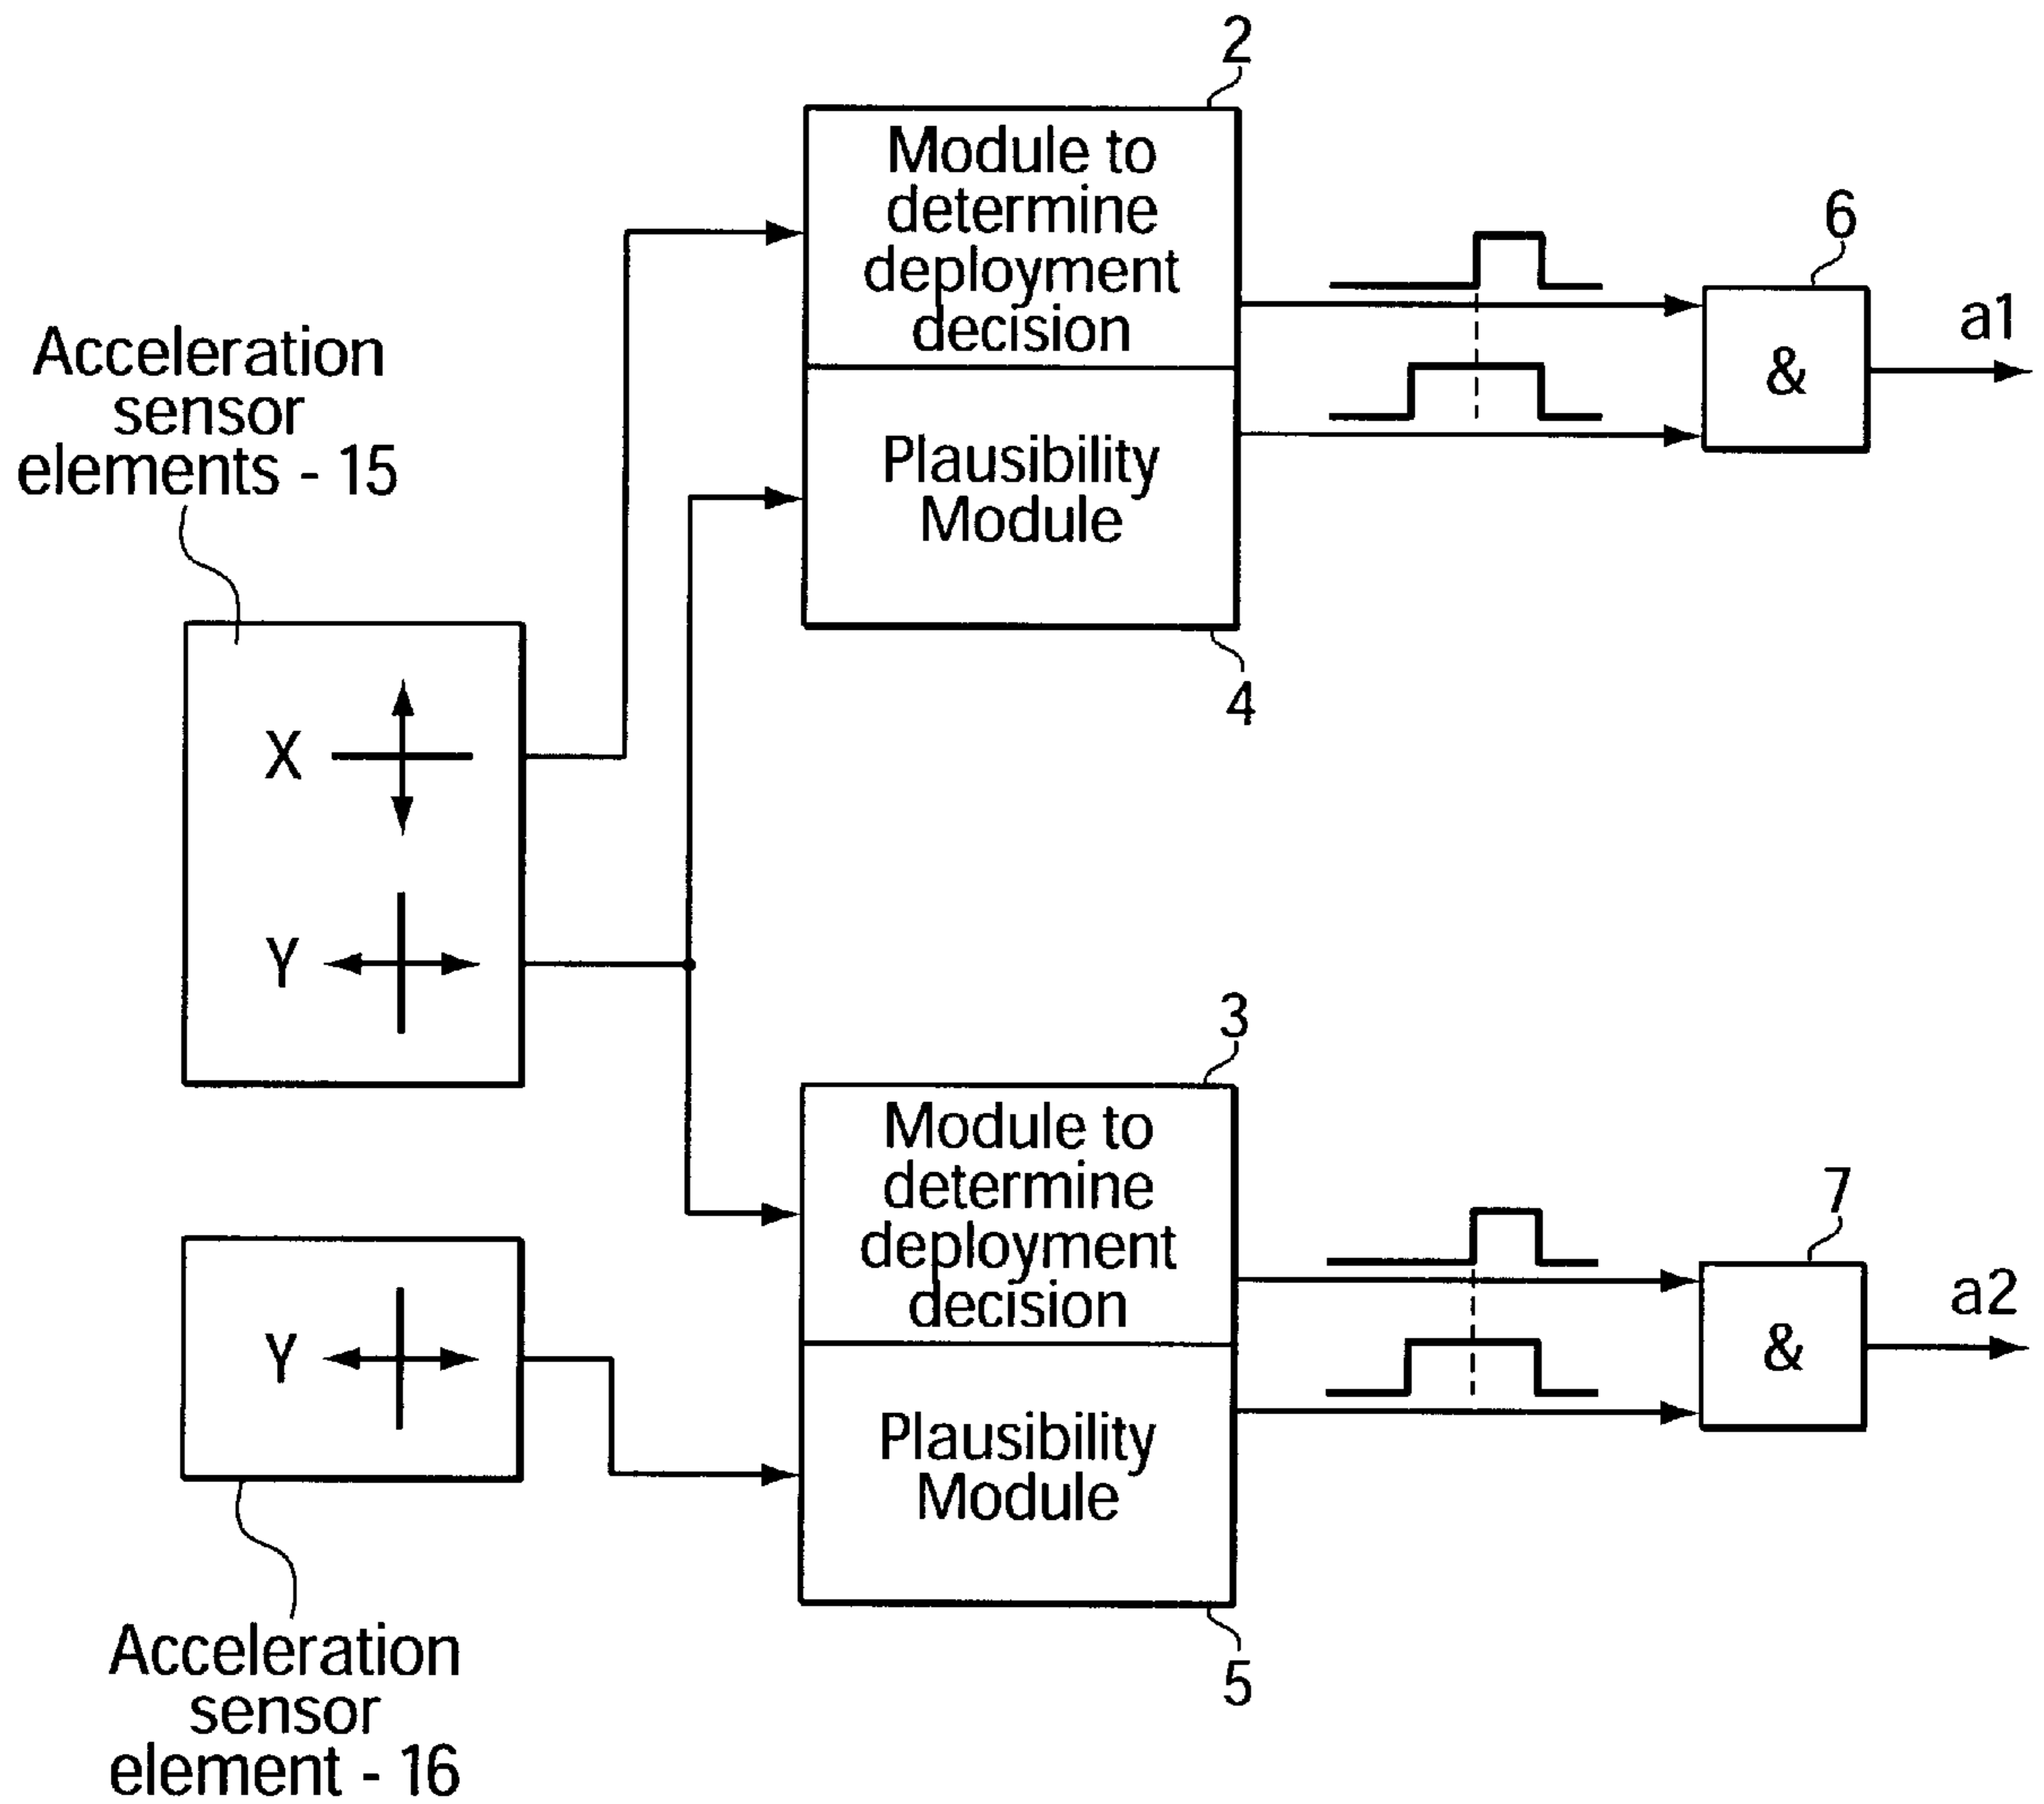 2
Module to
determine
deployment
decision
6
a1
&
Acceleration
sensor
elements - 15
Plausibility
Module
4
X
Y
3
Module to
determine
deployment
decision
7
a2
&
Y
Plausibility
Module
5
Acceleration
sensor
element - 16